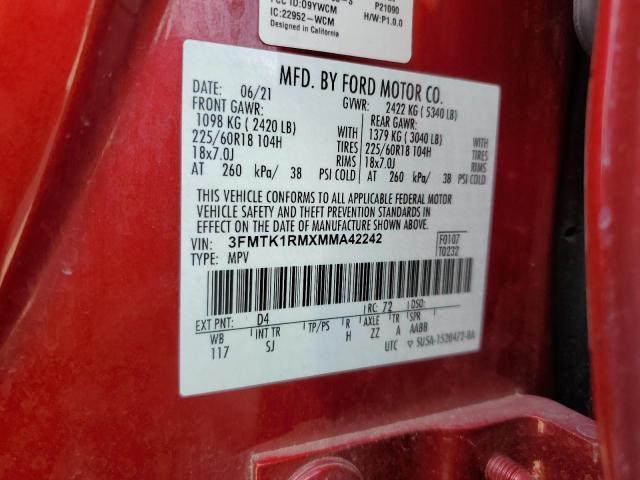 FCC ID:O9YWCM
IC:22952-WCM
Designed in California
P21090
H/W:P1.0.0
MFD. BY FORD MOTOR CO.
DATE: 06/21
GVWR: 2422 KG ( 5340 LB)
FRONT GAWR:
REAR GAWR:
1098 KG ( 2420 LB)
WITH
1379 KG ( 3040 LB)
WITH
225/60R18 104H
TIRES
225/60R18 104H
TIRES
18x7.0J
RIMS
18x7.0J
RIMS
AT 260 kPa/ 38 PSI COLD
AT 260 kPa/ 38 PSI COLD
THIS VEHICLE CONFORMS TO ALL APPLICABLE FEDERAL MOTOR
VEHICLE SAFETY AND THEFT PREVENTION STANDARDS IN
EFFECT ON THE DATE OF MANUFACTURE SHOWN ABOVE.
VIN: 3FMTK1RMXMMA42242
F0107
TYPE: MPV
T0232
EXT PNT: D4
RC: 72
DSO:
WB
INT TR
TP/PS
R
AXLE
TR
SPR
117
SJ
H
ZZ
A
AABB
UTC ▽ 5U5A-1520472-BA